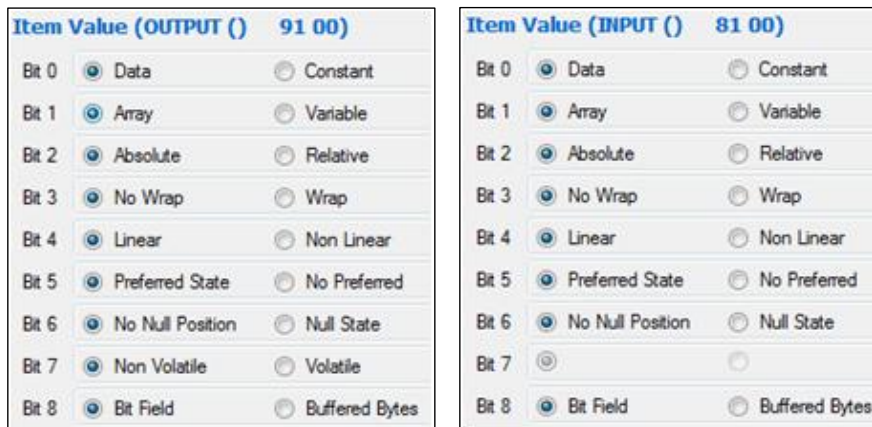 Item Value (OUTPUT () 91 00)
Bit 0 Data Constant
Bit 1 Array Variable
Bit 2 Absolute Relative
Bit 3 No Wrap Wrap
Bit 4 Linear Non Linear
Bit 5 Preferred State No Preferred
Bit 6 No Null Position Null State
Bit 7 Non Volatile Volatile
Bit 8 Bit Field Buffered Bytes
Item Value (INPUT () 81 00)
Bit 0 Data Constant
Bit 1 Array Variable
Bit 2 Absolute Relative
Bit 3 No Wrap Wrap
Bit 4 Linear Non Linear
Bit 5 Preferred State No Preferred
Bit 6 No Null Position Null State
Bit 7
Bit 8 Bit Field Buffered Bytes